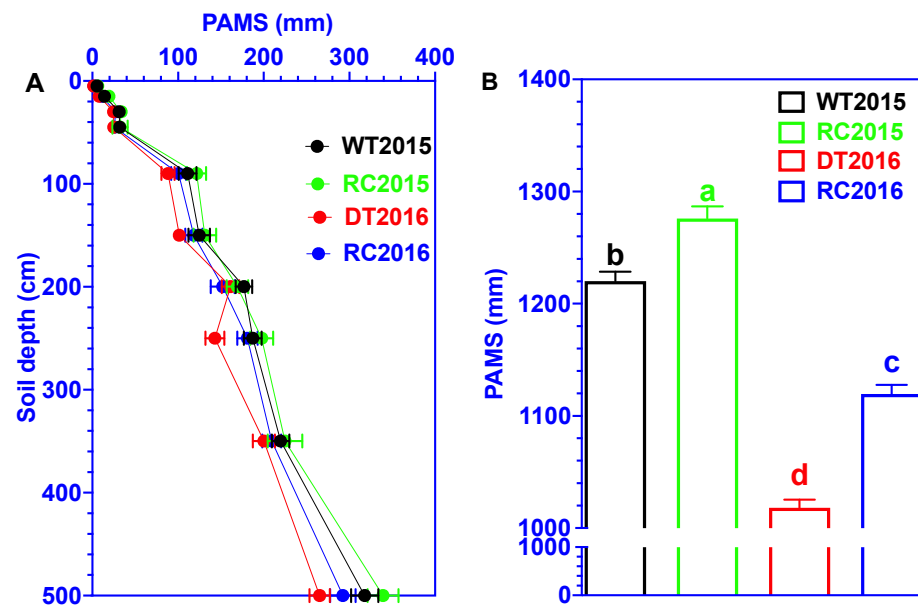 PAMS (mm)
0 100 200 300 400
A
0
100
200
300
400
500
Soil depth (cm)
WT2015
RC2015
DT2016
RC2016
B
1400
1300
1200
1100
1000
1000
0
PAMS (mm)
WT2015
RC2015
DT2016
RC2016
b
a
d
c